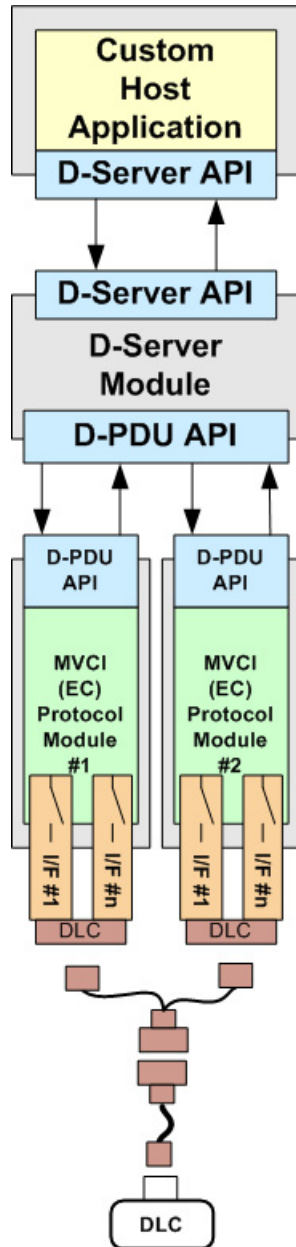 Custom
Host
Application
D-Server API
D-Server API
D-Server
Module
D-PDU API
D-PDU
API
MVCI
(EC)
Protocol
Module
#1
I/F #1
I/F #n
DLC
D-PDU
API
MVCI
(EC)
Protocol
Module
#2
I/F #1
I/F #n
DLC
DLC